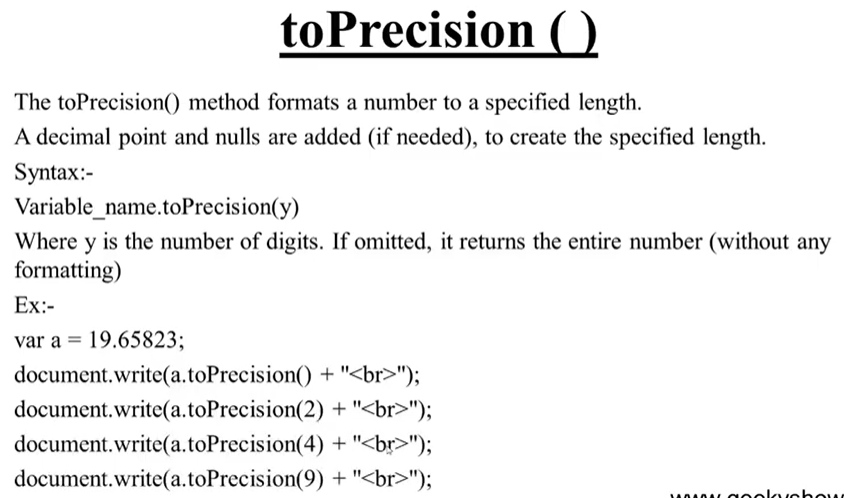 toPrecision ( )
The toPrecision() method formats a number to a specified length.
A decimal point and nulls are added (if needed), to create the specified length.
Syntax:-
Variable_name.toPrecision(y)
Where y is the number of digits. If omitted, it returns the entire number (without any
formatting)
Ex:-
var a = 19.65823;
document.write(a.toPrecision() + "<br>");
document.write(a.toPrecision(2) + "<br>");
document.write(a.toPrecision(4) + "<br>");
document.write(a.toPrecision(9) + "<br>");